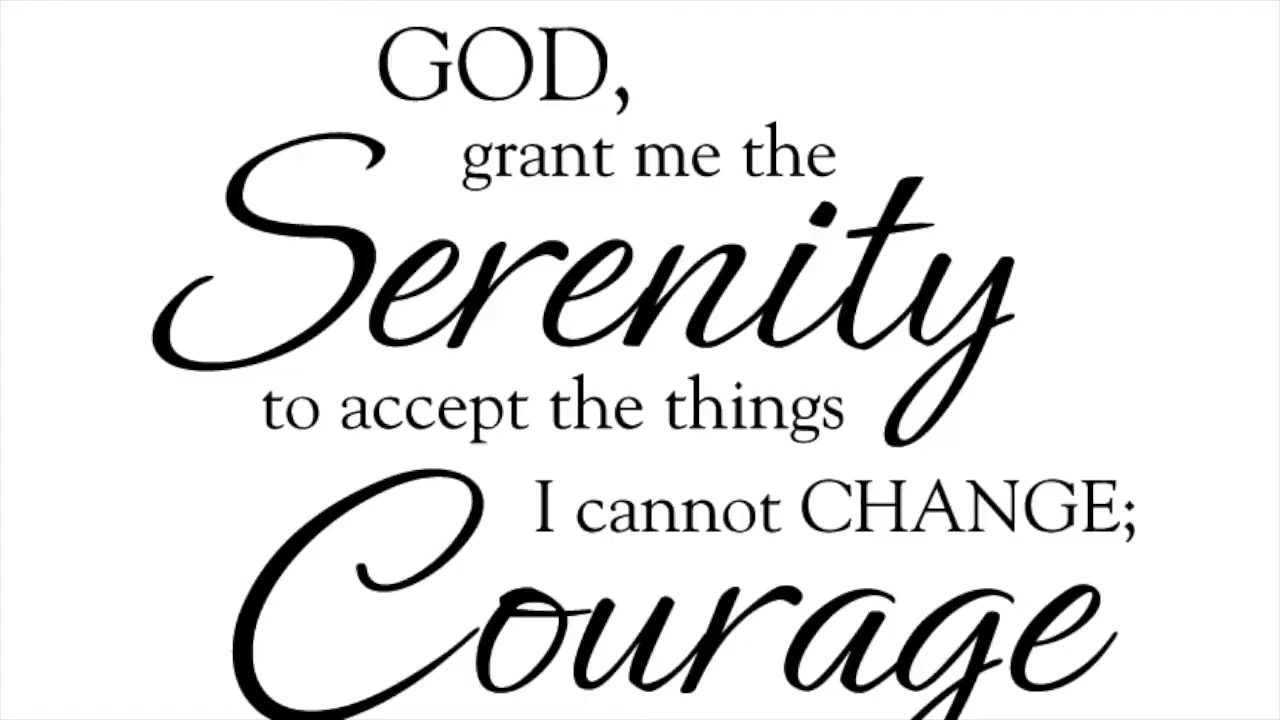 GOD,
grant me the
Serenity
to accept the things
I cannot CHANGE;
Courage